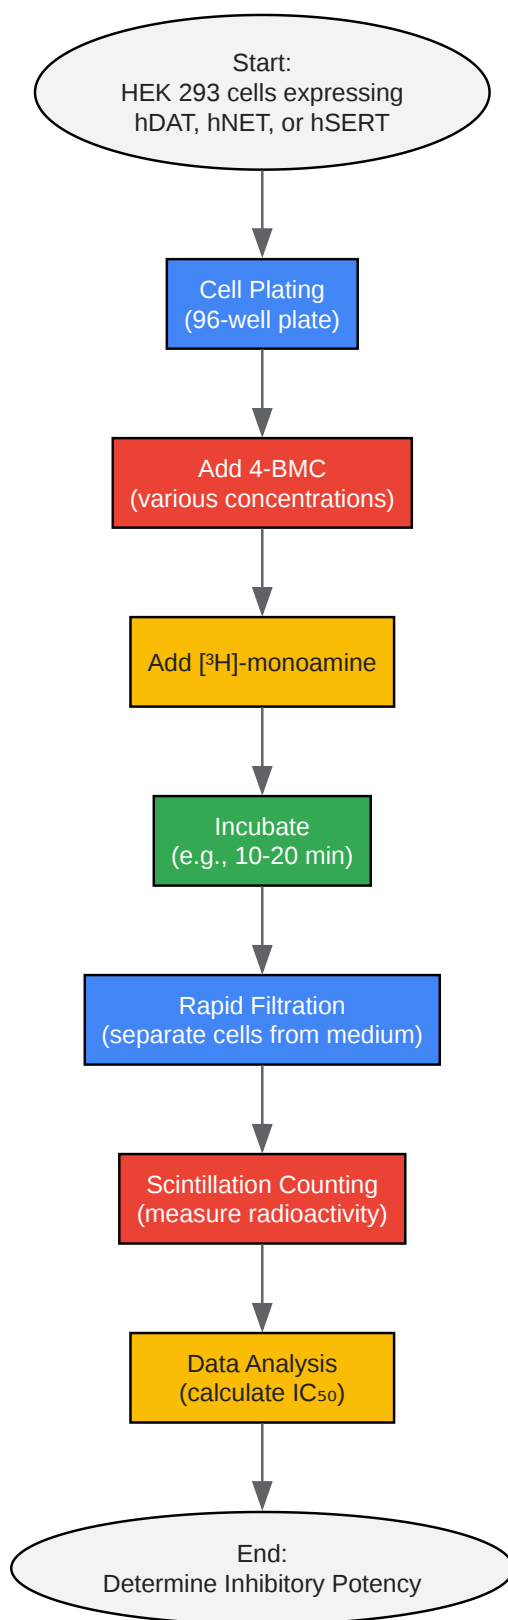 Start:
HEK 293 cells expressing
hDAT, hNET, or hSERT
Cell Plating
(96-well plate)
Add 4-BMC
(various concentrations)
Add [³H]-monoamine
Incubate
(e.g., 10-20 min)
Rapid Filtration
(separate cells from medium)
Scintillation Counting
(measure radioactivity)
Data Analysis
(calculate IC₅₀)
End:
Determine Inhibitory Potency